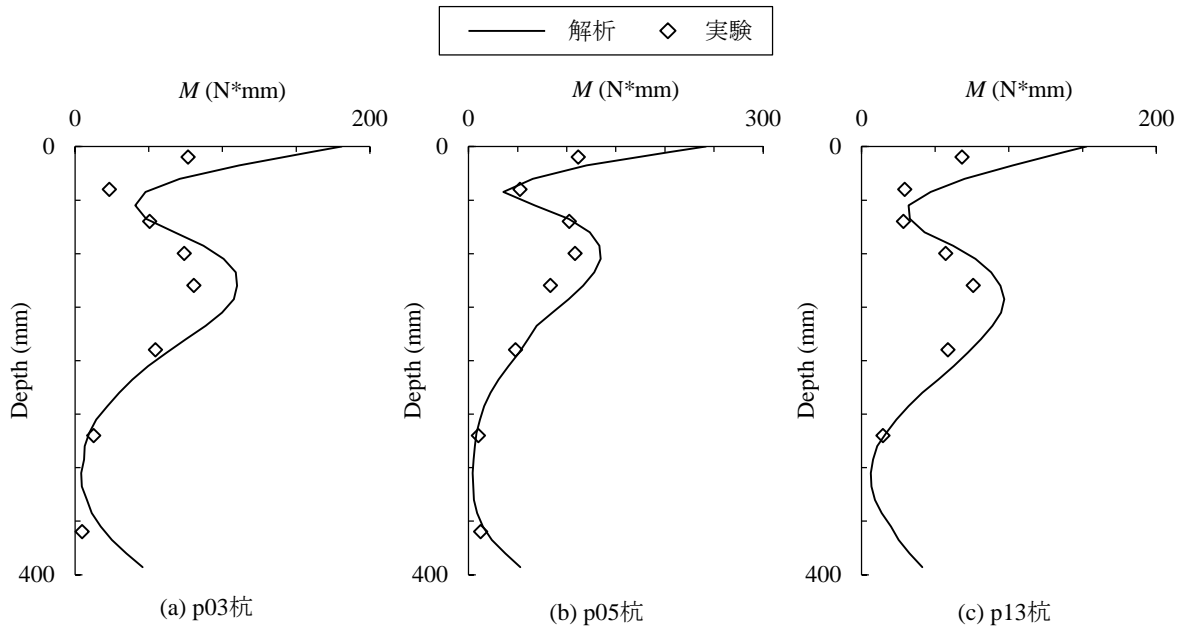 解析 実験
M (N*mm) M (N*mm) M (N*mm)
0 200 0 300 0 200
0 0 0
Depth (mm) Depth (mm) Depth (mm)
400 400 400
(a) p03杭 (b) p05杭 (c) p13杭